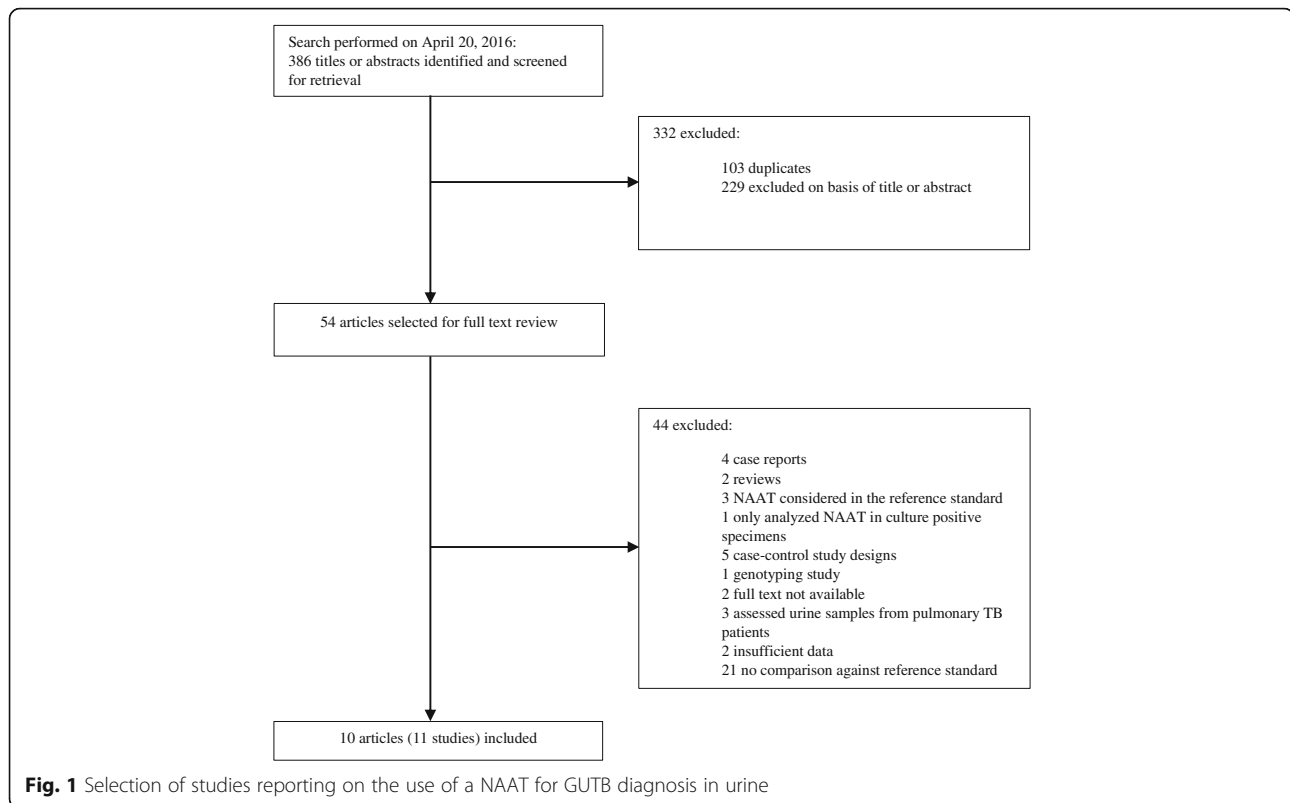 Search performed on April 20, 2016:
386 titles or abstracts identified and screened
for retrieval
332 excluded:
103 duplicates
229 excluded on basis of title or abstract
54 articles selected for full text review
44 excluded:
4 case reports
2 reviews
3 NAAT considered in the reference standard
1 only analyzed NAAT in culture positive
specimens
5 case-control study designs
1 genotyping study
2 full text not available
3 assessed urine samples from pulmonary TB
patients
2 insufficient data
21 no comparison against reference standard
10 articles (11 studies) included
Fig. 1 Selection of studies reporting on the use of a NAAT for GUTB diagnosis in urine